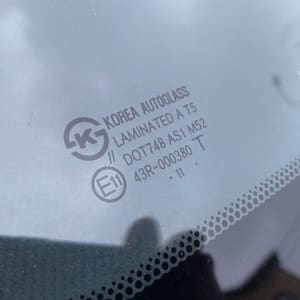 KOREA AUTOGLASS
LAMINATED A T5
// DOT748 AS1 M52
E11 43R-000380 T
· 11 ·